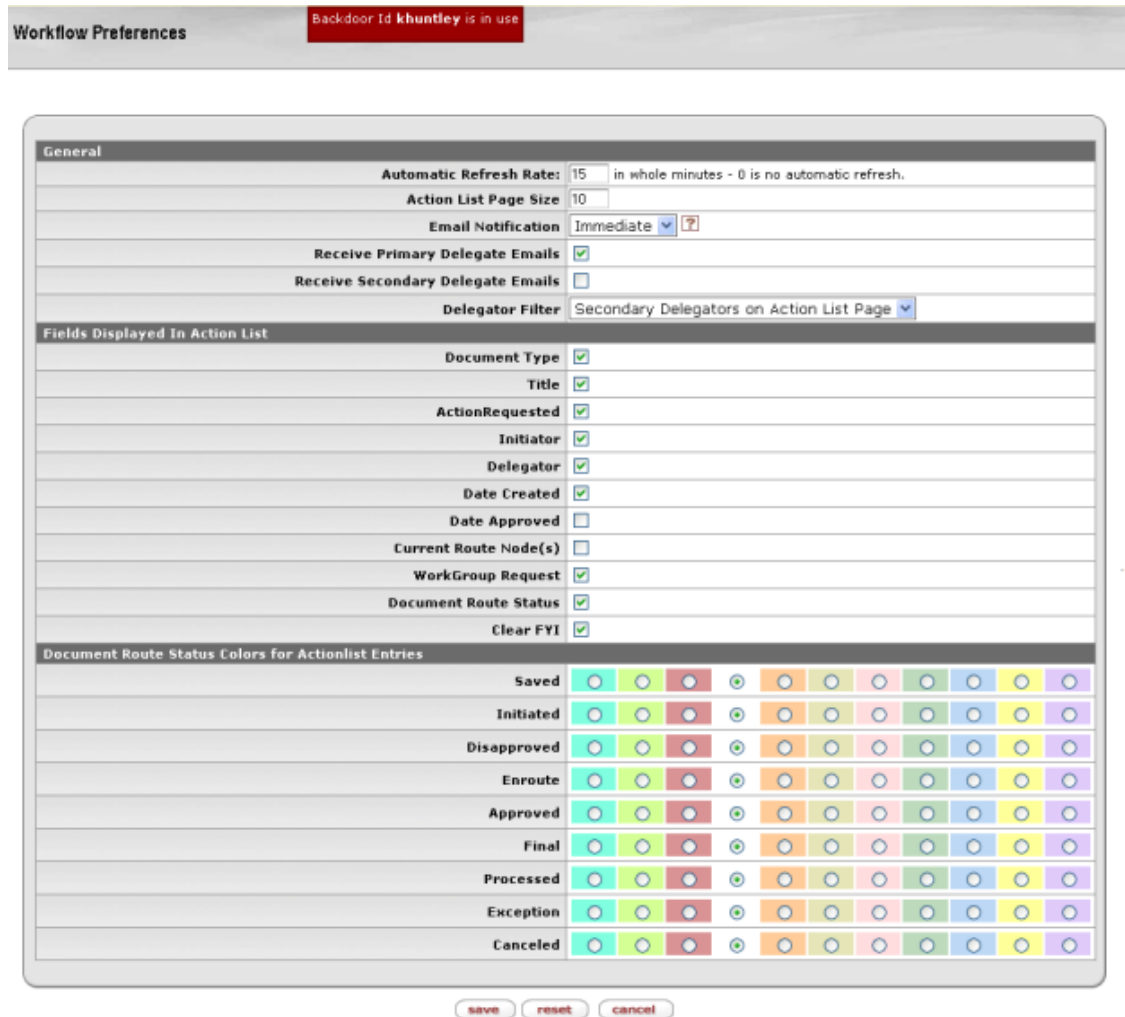 Workflow Preferences
Backdoor Id khuntley is in use
General
Automatic Refresh Rate: 15 in whole minutes - 0 is no automatic refresh.
Action List Page Size 10
Email Notification Immediate ?
Receive Primary Delegate Emails
Receive Secondary Delegate Emails
Delegator Filter Secondary Delegators on Action List Page
Fields Displayed In Action List
Document Type
Title
ActionRequested
Initiator
Delegator
Date Created
Date Approved
Current Route Node(s)
WorkGroup Request
Document Route Status
Clear FYI
Document Route Status Colors for Actionlist Entries
Saved
Initiated
Disapproved
Enroute
Approved
Final
Processed
Exception
Canceled
save reset cancel